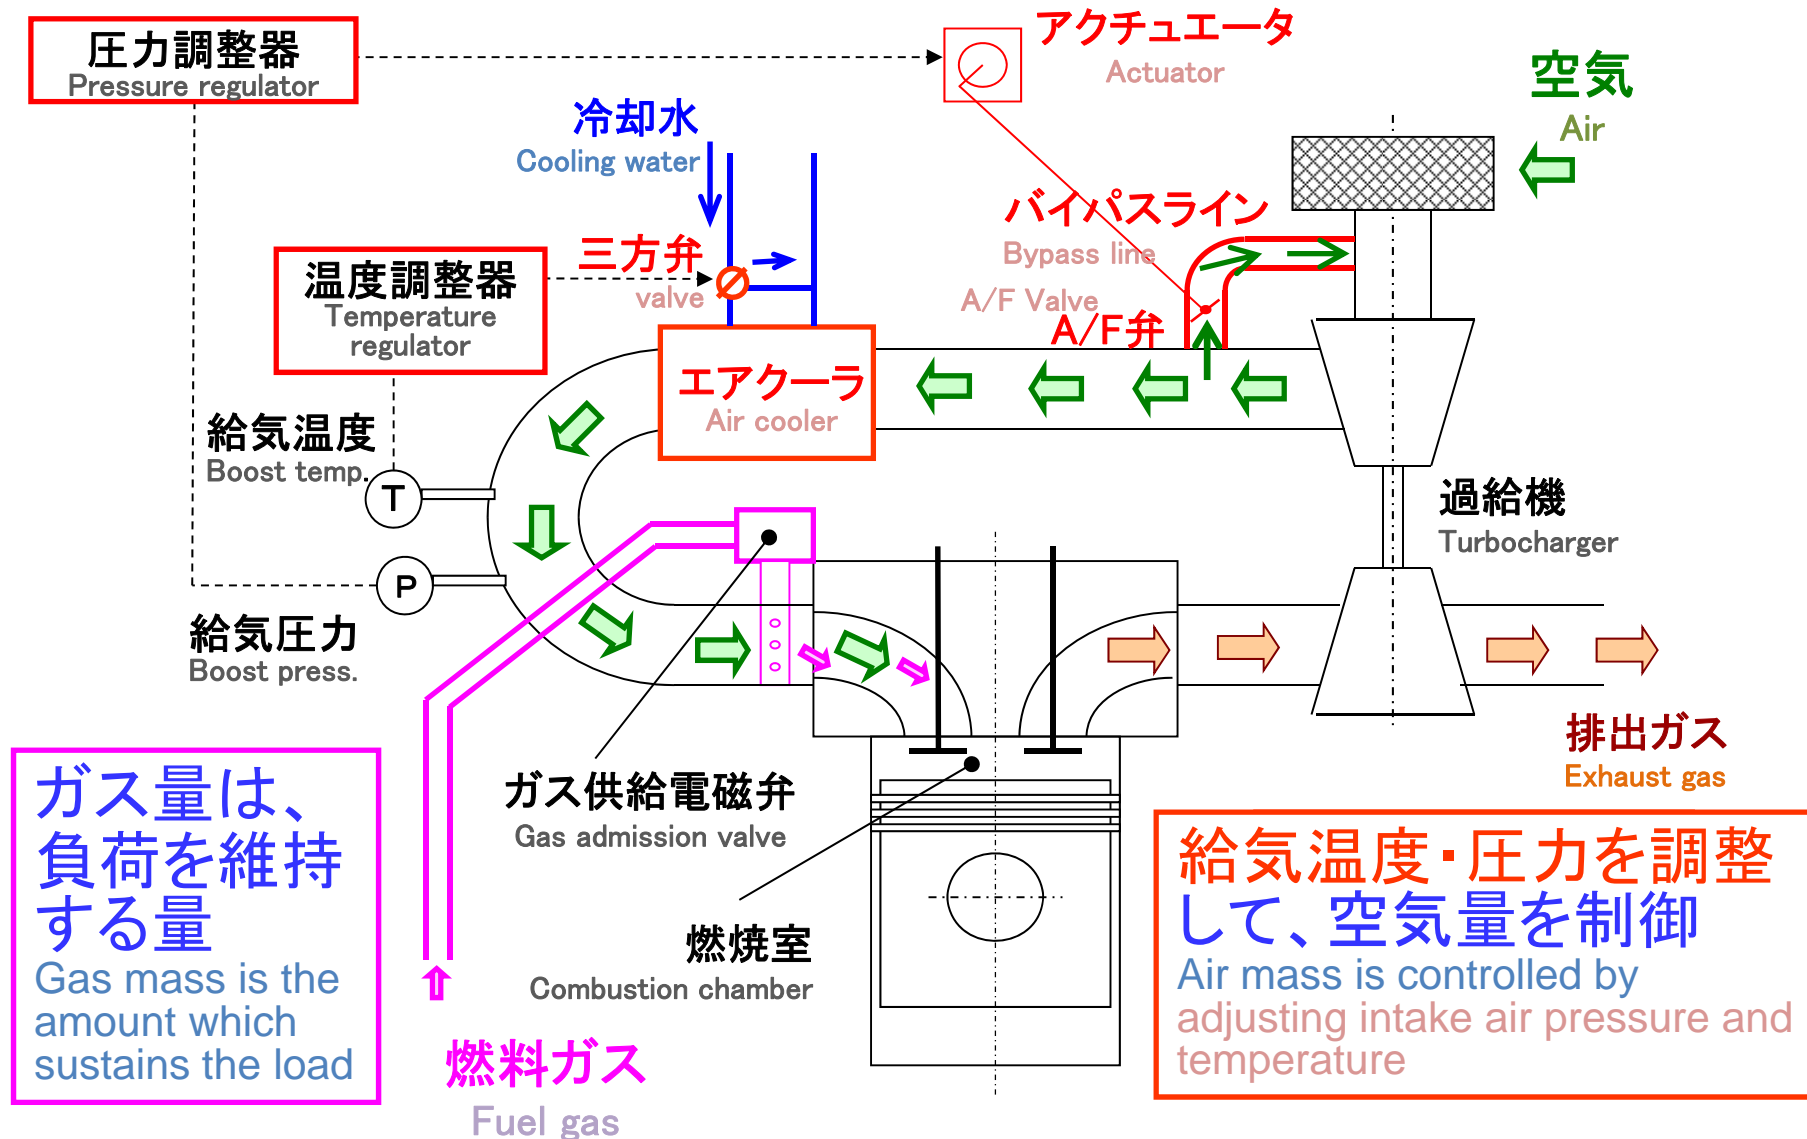 圧力調整器
Pressure regulator
アクチュエータ
Actuator
空気
Air
冷却水
Cooling water
バイパスライン
Bypass line
三方弁
valve
A/F Valve
A/F弁
温度調整器
Temperature
regulator
エアクーラ
Air cooler
給気温度
Boost temp.
T
過給機
Turbocharger
P
給気圧力
Boost press.
排出ガス
Exhaust gas
ガス供給電磁弁
Gas admission valve
燃焼室
Combustion chamber
ガス量は、
負荷を維持
する量
Gas mass is the
amount which
sustains the load
燃料ガス
Fuel gas
給気温度・圧力を調整
して、空気量を制御
Air mass is controlled by
adjusting intake air pressure and
temperature